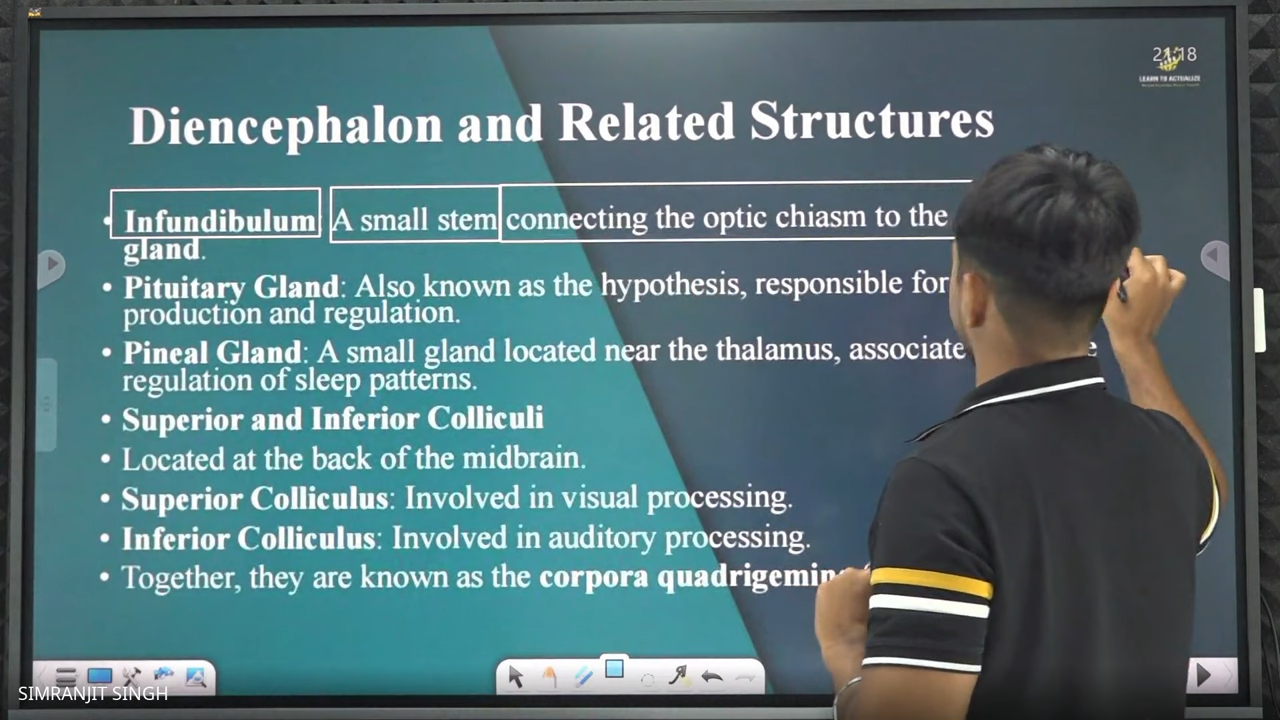 21:18
LEARN TO ACTUALIZE
Diencephalon and Related Structures
• Infundibulum A small stem connecting the optic chiasm to the
gland.
• Pituitary Gland: Also known as the hypothesis, responsible for
production and regulation.
• Pineal Gland: A small gland located near the thalamus, associate
regulation of sleep patterns.
• Superior and Inferior Colliculi
• Located at the back of the midbrain.
• Superior Colliculus: Involved in visual processing.
• Inferior Colliculus: Involved in auditory processing.
• Together, they are known as the corpora quadrigemin
SIMRANJIT SINGH